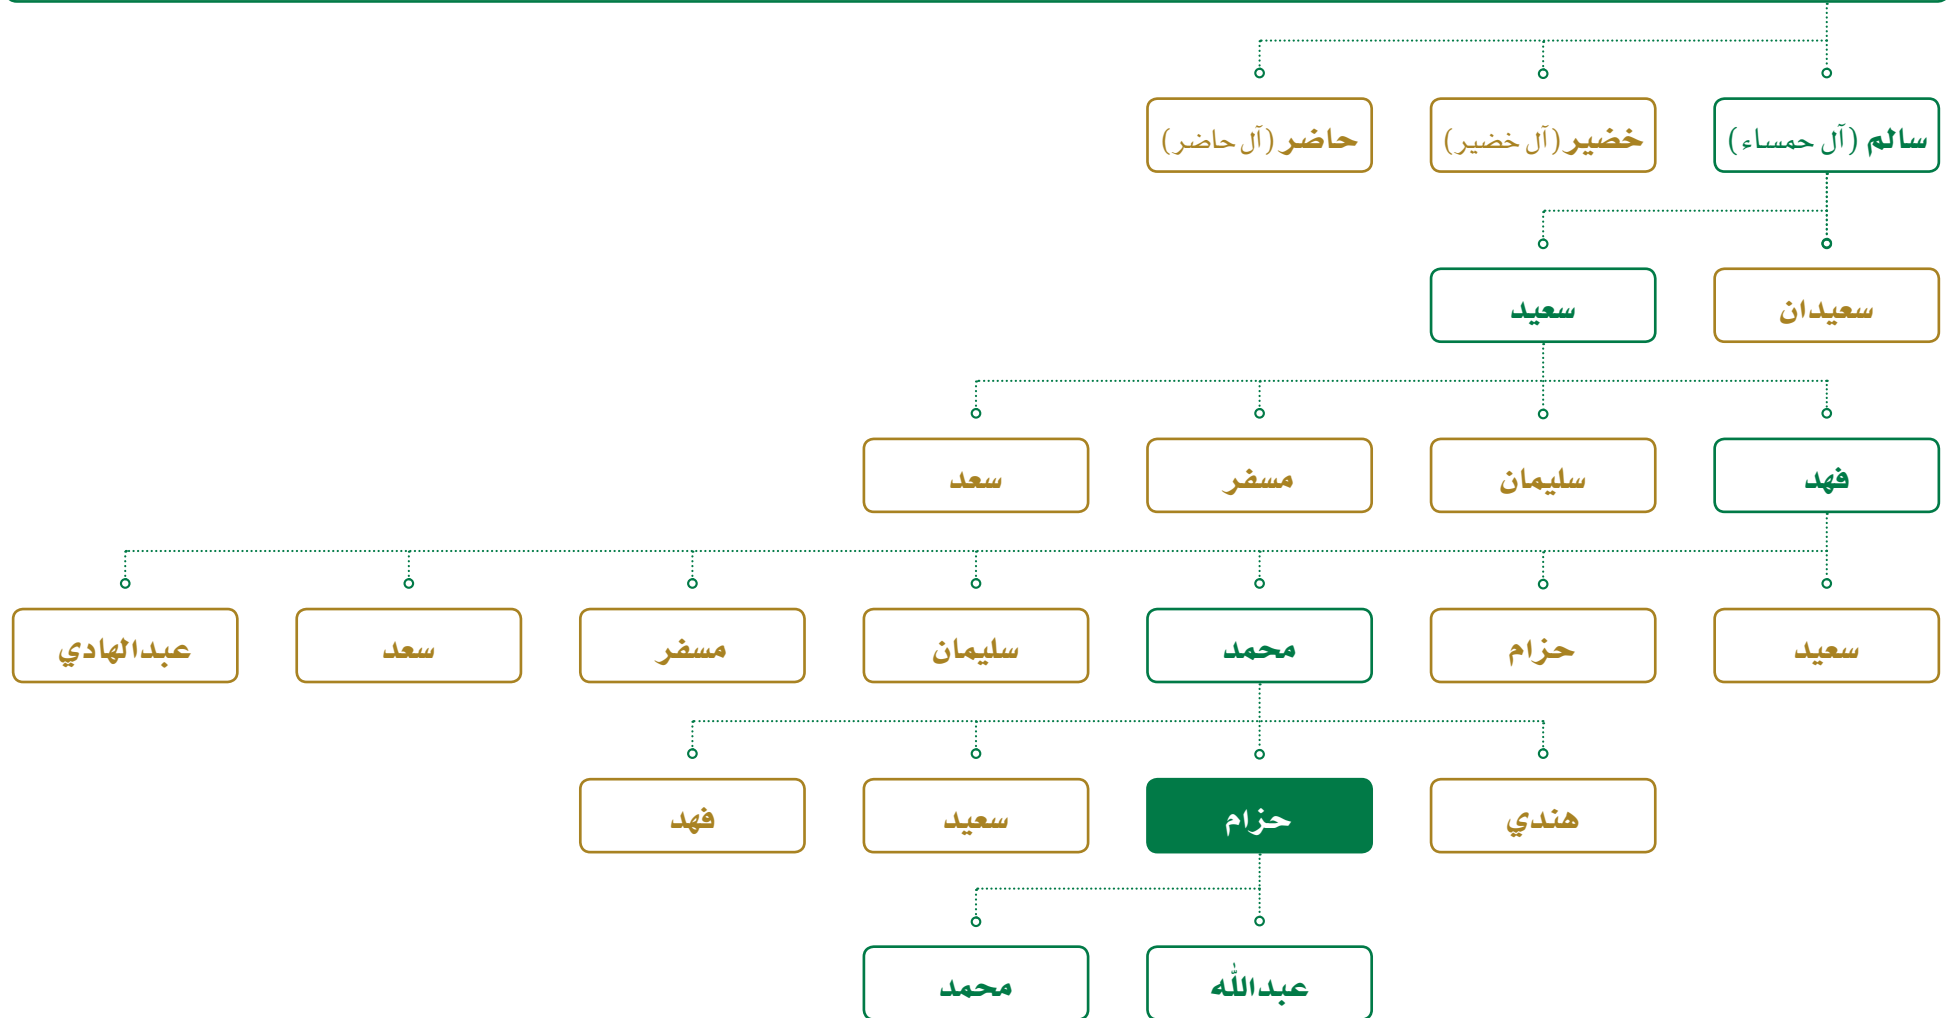 سالم (آل حمساء)
خضير (آل خضير)
حاضر (آل حاضر)
سعيدان
سعيد
فهد
سليمان
مسفر
سعد
سعيد
حزام
محمد
سليمان
مسفر
سعد
عبدالهادي
هندي
حزام
سعيد
فهد
عبدالله
محمد